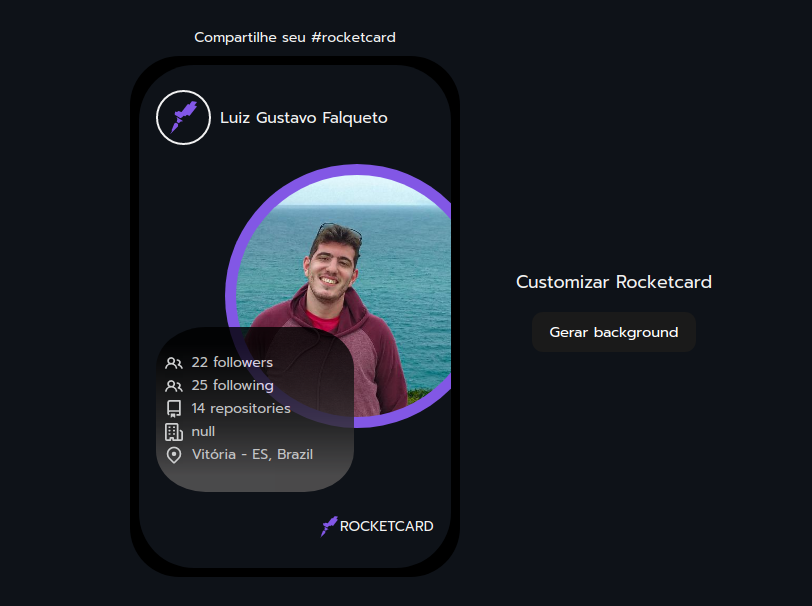 Compartilhe seu #rocketcard
Luiz Gustavo Falqueto
22 followers
25 following
14 repositories
null
Vitória - ES, Brazil
ROCKETCARD
Customizar Rocketcard
Gerar background